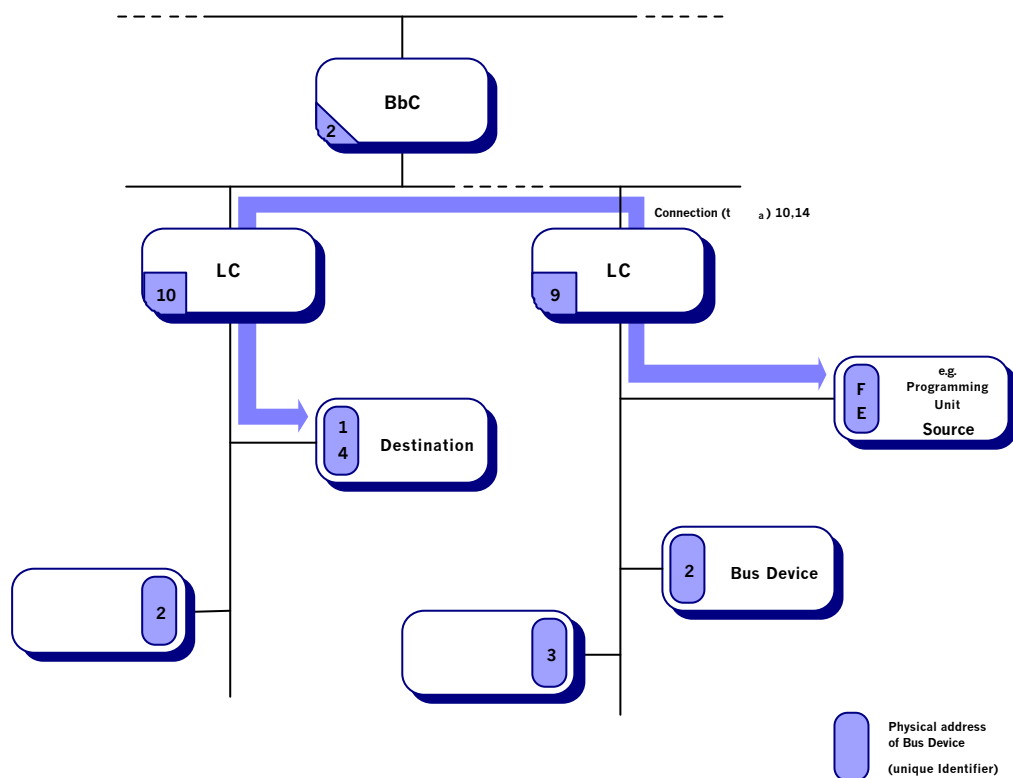 BbC
2
Connection (t a ) 10,14
LC
10
LC
9
e.g.
Programming
Unit
Source
F
E
1
4
Destination
2
Bus Device
2
3
Physical address
of Bus Device
(unique Identifier)